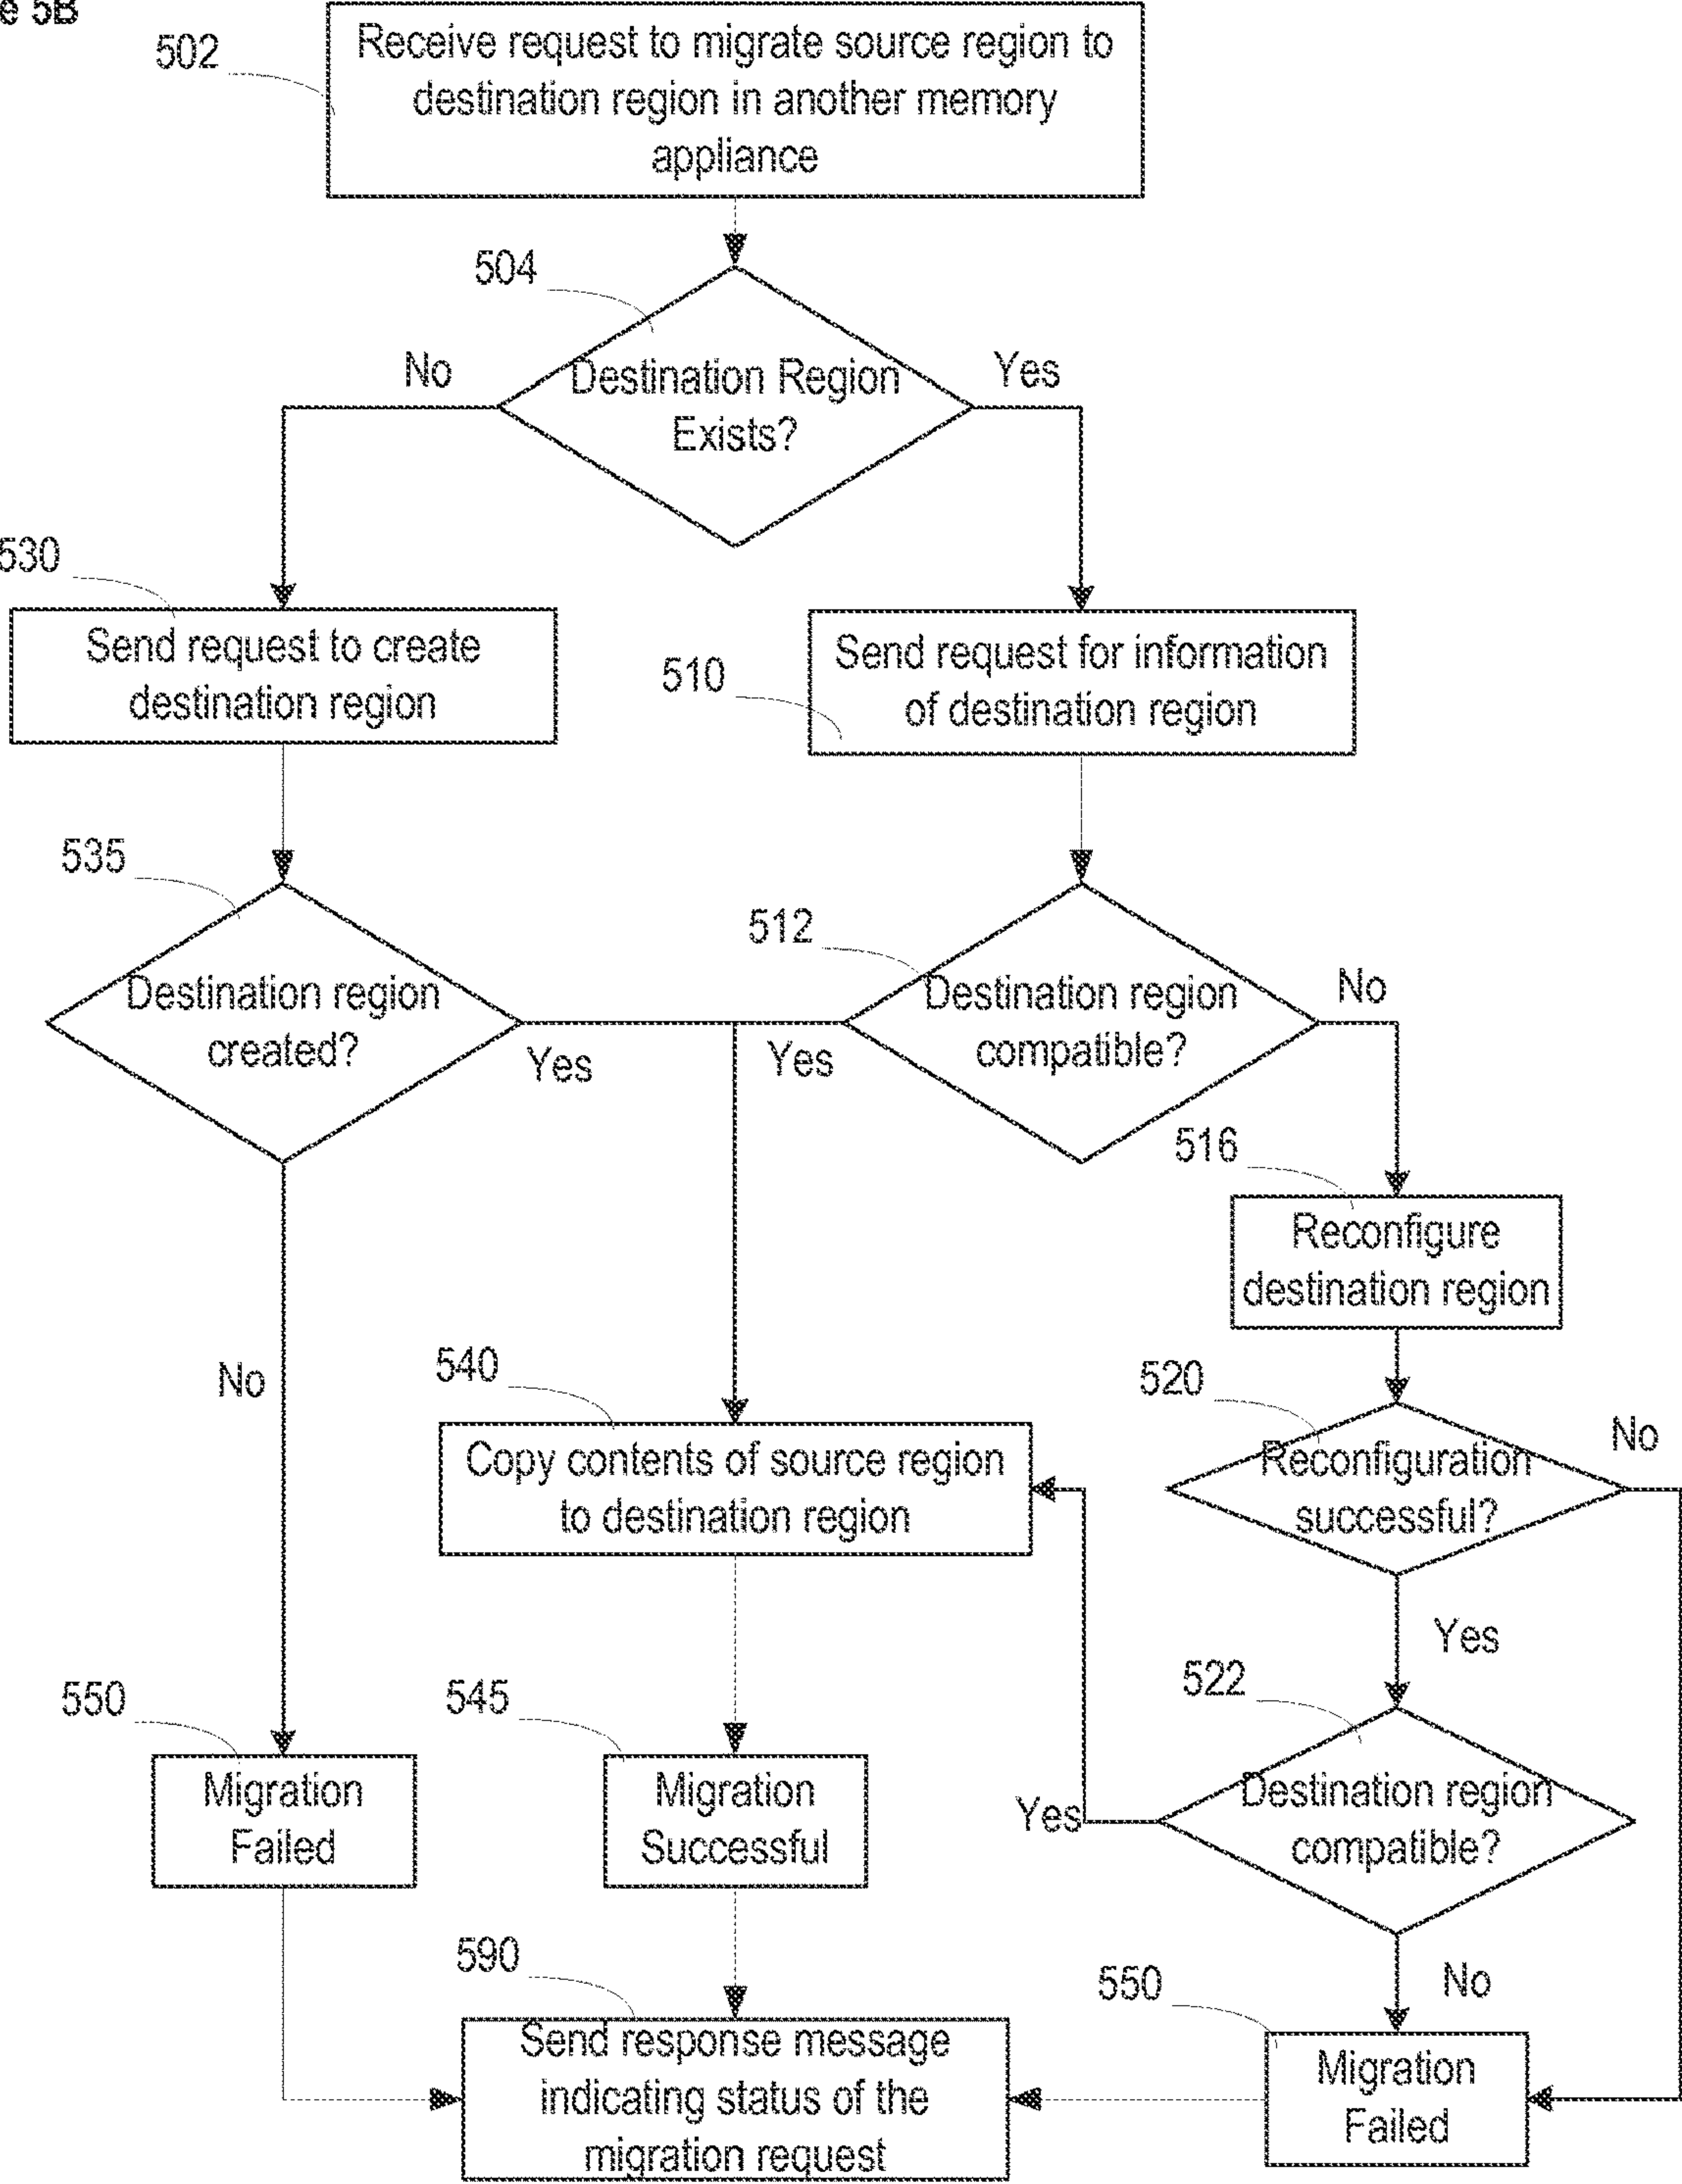 e 5B
502
Receive request to migrate source region to
destination region in another memory
appliance
504
No
Destination Region
Exists?
Yes
530
Send request to create
destination region
510
Send request for information
of destination region
535
Destination region
created?
Yes
512
Yes
Destination region
compatible?
No
516
Reconfigure
destination region
No
540
Copy contents of source region
to destination region
520
Reconfiguration
successful?
No
Yes
550
Migration
Failed
545
Migration
Successful
522
Yes
Destination region
compatible?
No
590
Send response message
indicating status of the
migration request
550
Migration
Failed